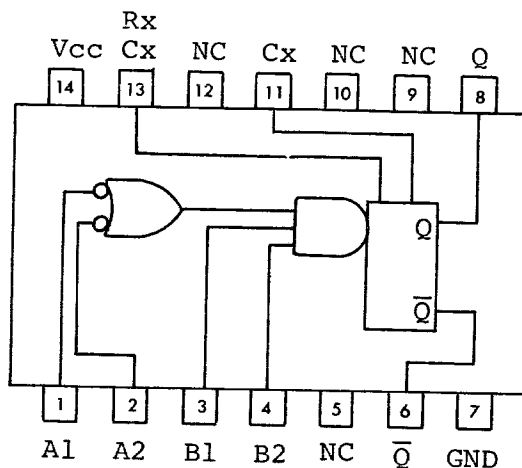 Rx
Vcc Cx NC Cx NC NC Q
14 13 12 11 10 9 8
Q
Q̅
1 2 3 4 5 6 7
A1 A2 B1 B2 NC Q̅ GND